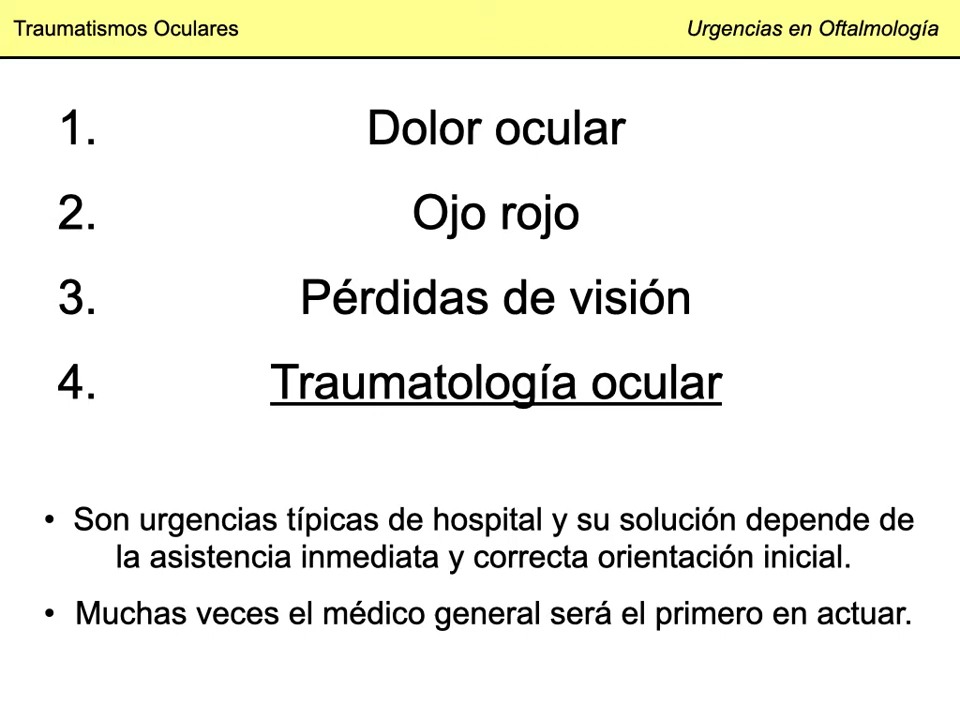 Traumatismos Oculares
Urgencias en Oftalmología
1. Dolor ocular
2. Ojo rojo
3. Pérdidas de visión
4. Traumatología ocular
• Son urgencias típicas de hospital y su solución depende de
la asistencia inmediata y correcta orientación inicial.
• Muchas veces el médico general será el primero en actuar.